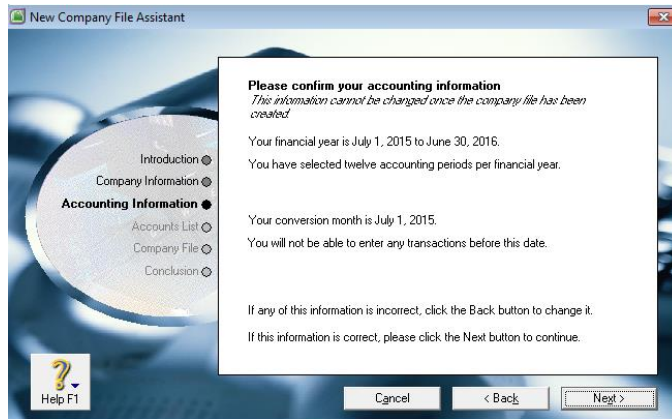 New Company File Assistant
Please confirm your accounting information
This information cannot be changed once the company file has been
created.
Your financial year is July 1, 2015 to June 30, 2016.
You have selected twelve accounting periods per financial year.
Introduction
Company Information
Accounting Information
Accounts List
Company File
Conclusion
Your conversion month is July 1, 2015.
You will not be able to enter any transactions before this date.
If any of this information is incorrect, click the Back button to change it.
If this information is correct, please click the Next button to continue.
Help F1
Cancel
< Back
Next >